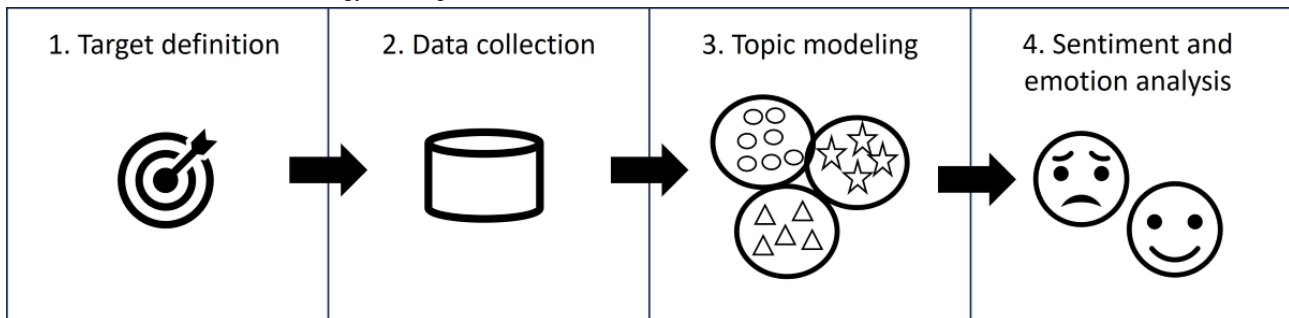 1. Target definition
2. Data collection
3. Topic modeling
4. Sentiment and
emotion analysis